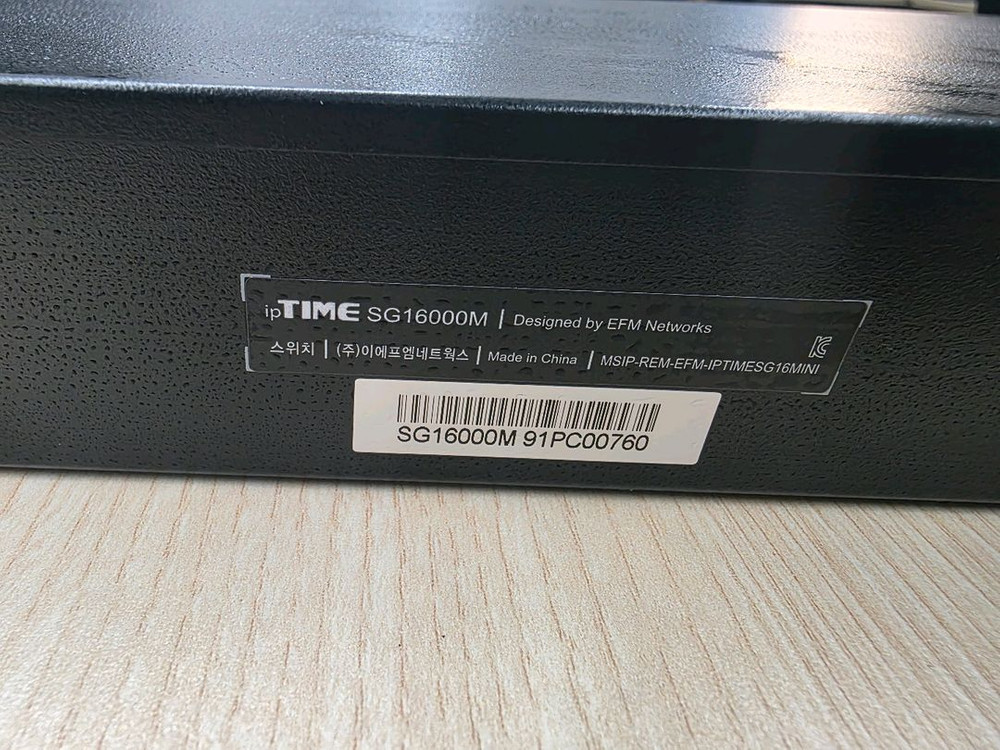 ipTIME SG16000M | Designed by EFM Networks
스위치 | (주)이에프엠네트웍스 | Made in China | MSIP-REM-EFM-IPTIMESG16MINI
SG16000M 91PC00760